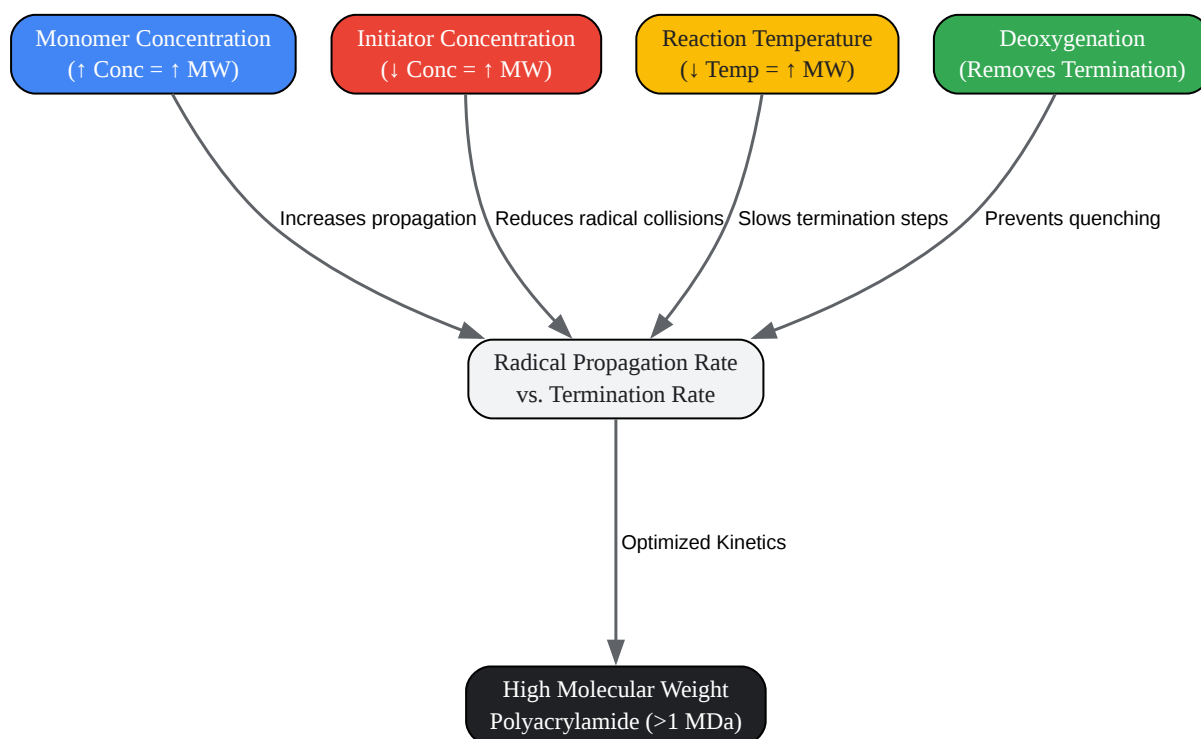 Monomer Concentration
(↑ Conc = ↑ MW)
Initiator Concentration
(↓ Conc = ↑ MW)
Reaction Temperature
(↓ Temp = ↑ MW)
Deoxygenation
(Removes Termination)
Increases propagation
Reduces radical collisions
Slows termination steps
Prevents quenching
Radical Propagation Rate
vs. Termination Rate
Optimized Kinetics
High Molecular Weight
Polyacrylamide (>1 MDa)